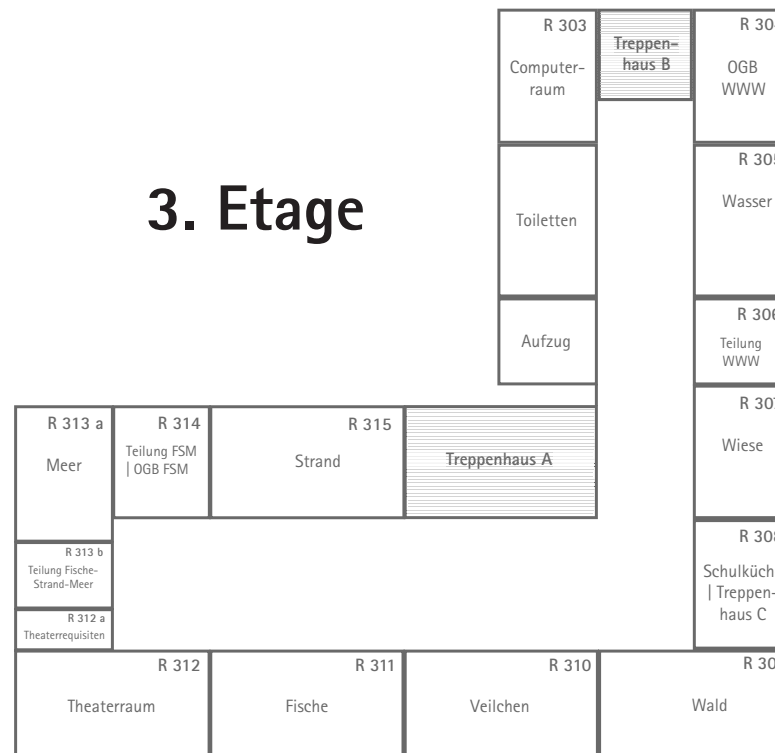 3. Etage
R 303
Computer-
raum
Treppen-
haus B
R 304
OGB
WWW
R 305
Wasser
Toiletten
R 306
Teilung
WWW
Aufzug
R 307
Wiese
R 313 a
Meer
R 314
Teilung FSM
| OGB FSM
R 315
Strand
Treppenhaus A
R 308
Schulküch
| Treppen-
haus C
R 313 b
Teilung Fische-
Strand-Meer
R 312 a
Theaterrequisiten
R 312
Theaterraum
R 311
Fische
R 310
Veilchen
R 30
Wald